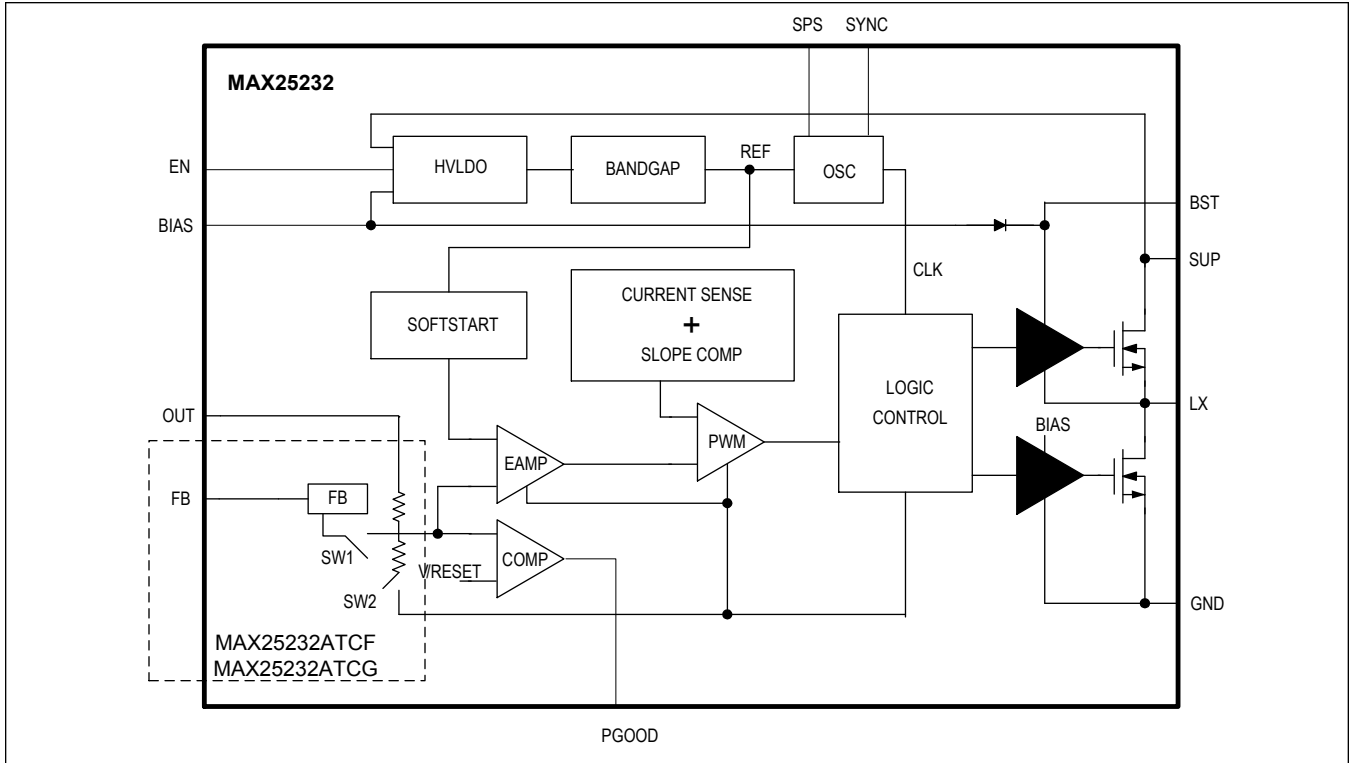 SPS SYNC
MAX25232
EN
HVLDO
BANDGAP
REF
OSC
BIAS
BST
SUP
CLK
SOFTSTART
CURRENT SENSE
+
SLOPE COMP
LOGIC
CONTROL
LX
OUT
EAMP
PWM
BIAS
FB
FB
SW1
VRESET
COMP
SW2
GND
MAX25232ATCF
MAX25232ATCG
PGOOD